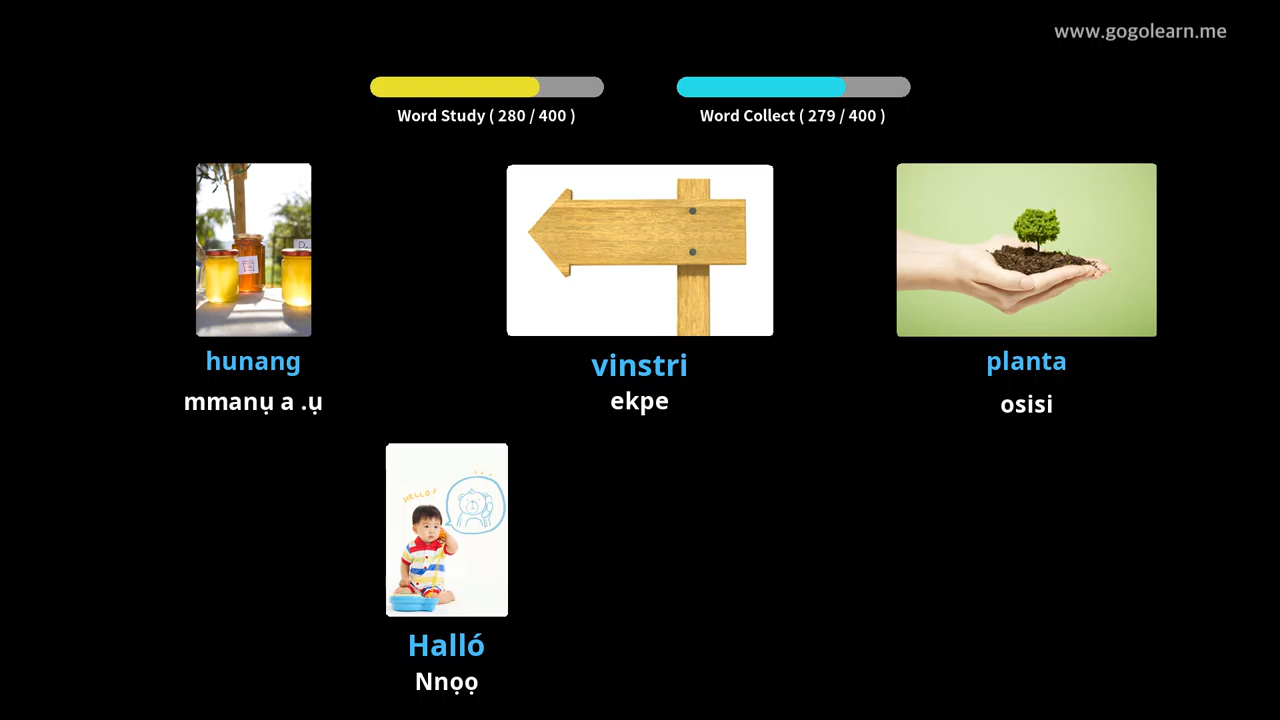 www.gogolearn.me
Word Study ( 280 / 400 )
Word Collect ( 279 / 400 )
hunang
vinstri
planta
mmanụ a .ụ
ekpe
osisi
HELLO!
Halló
Nnọọ